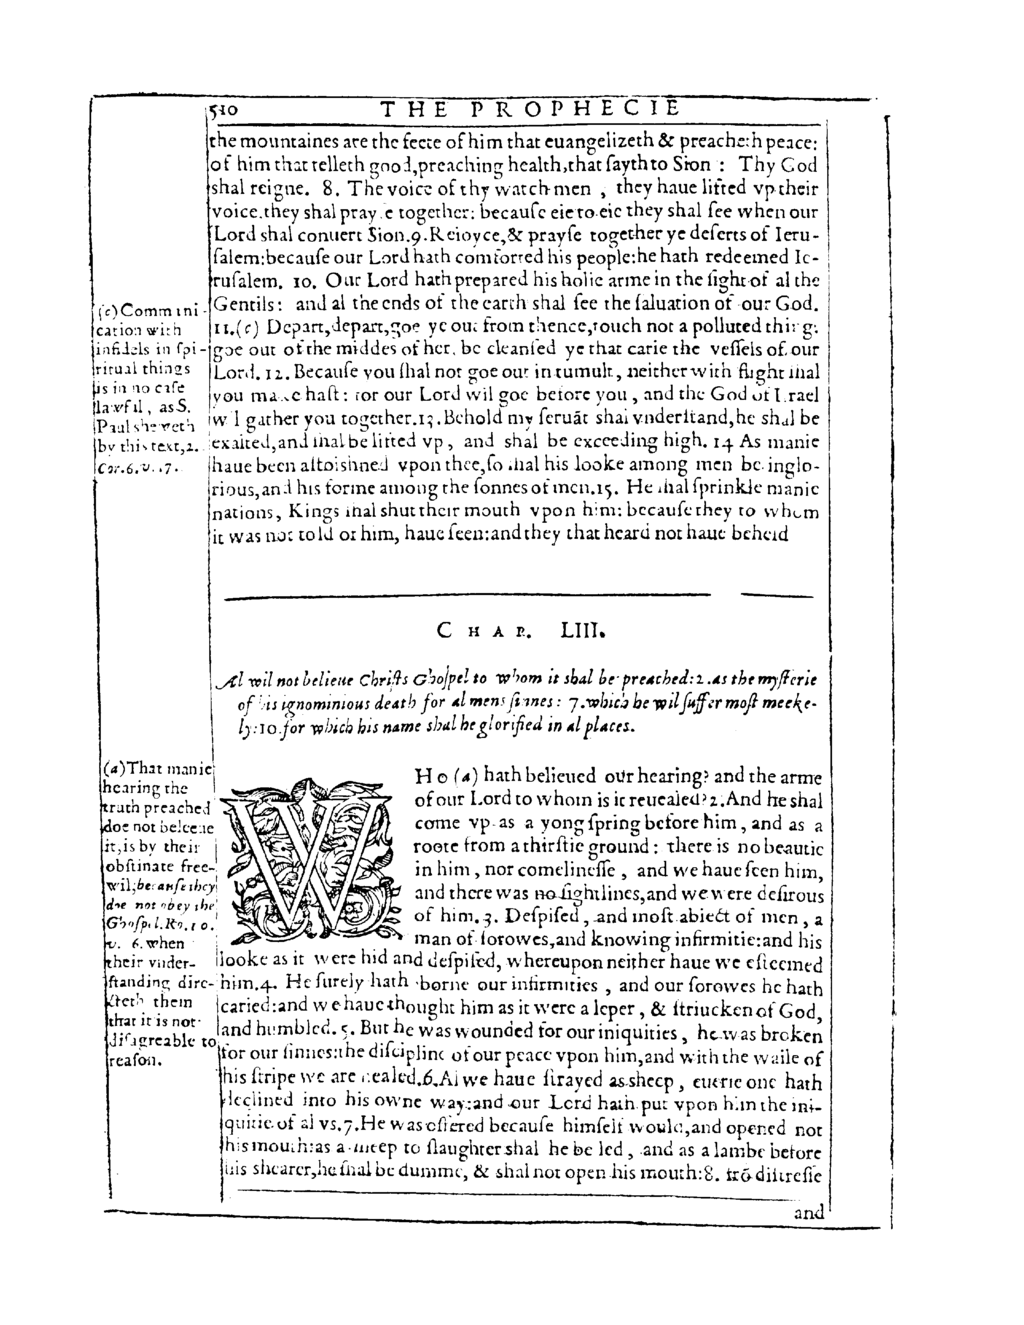 510 THE PROPHECIE
the mountaines are the feete of him that euangelizeth & preacheth peace:
of him that telleth good, preaching health, that ſayth to Sion : Thy God
shal reigne. 8. The voice of thy watchmen , they haue lifted vp their
voice. they shal prayſe together: becauſe eie to eie they shal ſee when our
Lord shal conuert Sion. 9. Reioyce, & prayſe together ye deſerts of Ieru-
ſalem: becauſe our Lord hath comforted his people: he hath redeemed Ie-
ruſalem. 10. Our Lord hath prepared his holie arme in the ſight of al the
Gentils: and al the ends of the earth shal ſee the ſaluation of our God.
11. (c) Depart, depart, goe ye out from thence, touch not a polluted thing:
goe out of the middes of her, be cleanſed ye that carie the veſſels of our
Lord. 12. Becauſe you ſhal not goe out in tumult, neither with flight ſhal
you make haſt: for our Lord wil goe before you, and the God of Iſrael
wil gather you together. 13. Behold my ſeruãt shal vnderſtand, he shal be
exalted, and ſhal be lifted vp, and shal be exceeding high. 14 As manie
haue been aſtoiſhned vpon thee, ſo ſhal his looke among men be inglo-
rious, and his forme among the ſonnes of men. 15. He ſhal ſprinkle manie
nations, Kings ſhal shut their mouth vpon him: becauſe they to whom
it was not told of him, haue ſeen: and they that heard not haue beheld
(c) Communi-
cation with
infidels in ſpi-
ritual things
is in no caſe
lawful, as S.
Paul sheweth
by this text, 2.
Cor. 6. v. 17.
CHAP. LIII.
Al wil not belieue Chriſts Ghoſpel to whom it shal be preached: 2. as the myſterie
of his ignominious death for al mens ſinnes: 7. which he wil ſuffer moſt meeke-
ly: 10. for which his name shal be glorified in al places.
(a) That manie
hearing the
truth preached
doe not beleeue
it, is by their
obſtinate free-
wil; becauſe they
doe not obey the
Ghoſpel. Ro. 10.
v. 6. when
their vnder-
ſtanding dire-
cteth them
that it is not
diſagreable to
reaſon.
WHo (a) hath belieued our hearing? and the arme
of our Lord to whom is it reuealed? 2. And he shal
come vp as a yong ſpring before him, and as a
roote from a thirſtie ground: there is no beautie
in him, nor comelineſſe, and we haue ſeen him,
and there was no ſightlines, and we were deſirous
of him. 3. Deſpiſed, and moſt abiect of men, a
man of ſorowes, and knowing infirmitie: and his
looke as it were hid and deſpiſed, whereupon neither haue we eſteemed
him. 4. He ſurely hath borne our infirmities, and our ſorowes he hath
caried: and we haue thought him as it were a leper, & ſtriucken of God,
and humbled. 5. But he was wounded for our iniquities, he was broken
for our ſinnes: the diſcipline of our peace vpon him, and with the waile of
his ſtripe we are healed. 6. Al we haue ſtrayed as sheep, euerie one hath
declined into his owne way: and our Lord hath put vpon him the ini-
quitie of al vs. 7. He was offered becauſe himſelf would, and opened not
his mouth: as a sheep to ſlaughter shal he be led, and as a lambe before
his shearer, he ſhal be dumme, & shal not open his mouth: 8. frõ diſtreſſe
and